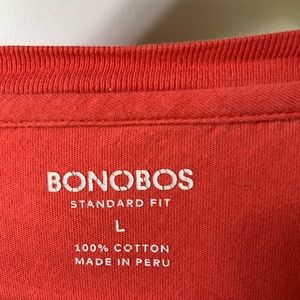 BONOBOS
STANDARD FIT
L
100% COTTON
MADE IN PERU